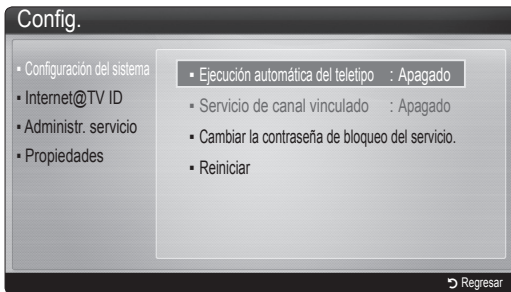 Config.
▪ Configuración del sistema
▪ Internet@TV ID
▪ Administr. servicio
▪ Propiedades
▪ Ejecución automática del teletipo : Apagado
▪ Servicio de canal vinculado : Apagado
▪ Cambiar la contraseña de bloqueo del servicio.
▪ Reiniciar
Regresar